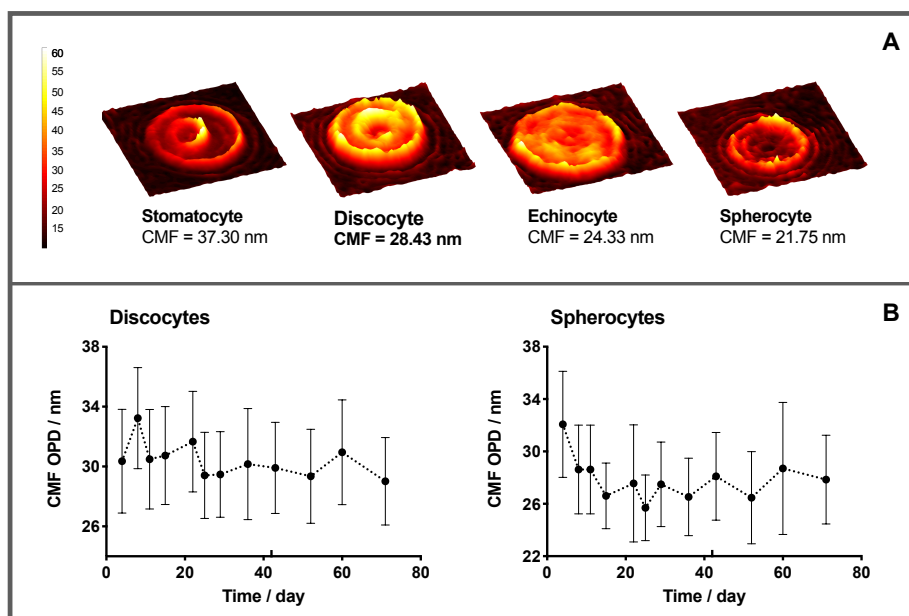 A
60
55
50
45
40
35
30
25
20
15
Stomatocyte
CMF = 37.30 nm
Discocyte
CMF = 28.43 nm
Echinocyte
CMF = 24.33 nm
Spherocyte
CMF = 21.75 nm
B
Discocytes
38
34
30
26
CMF OPD / nm
0 20 40 60 80
Time / day
Spherocytes
38
34
30
26
22
CMF OPD / nm
0 20 40 60 80
Time / day